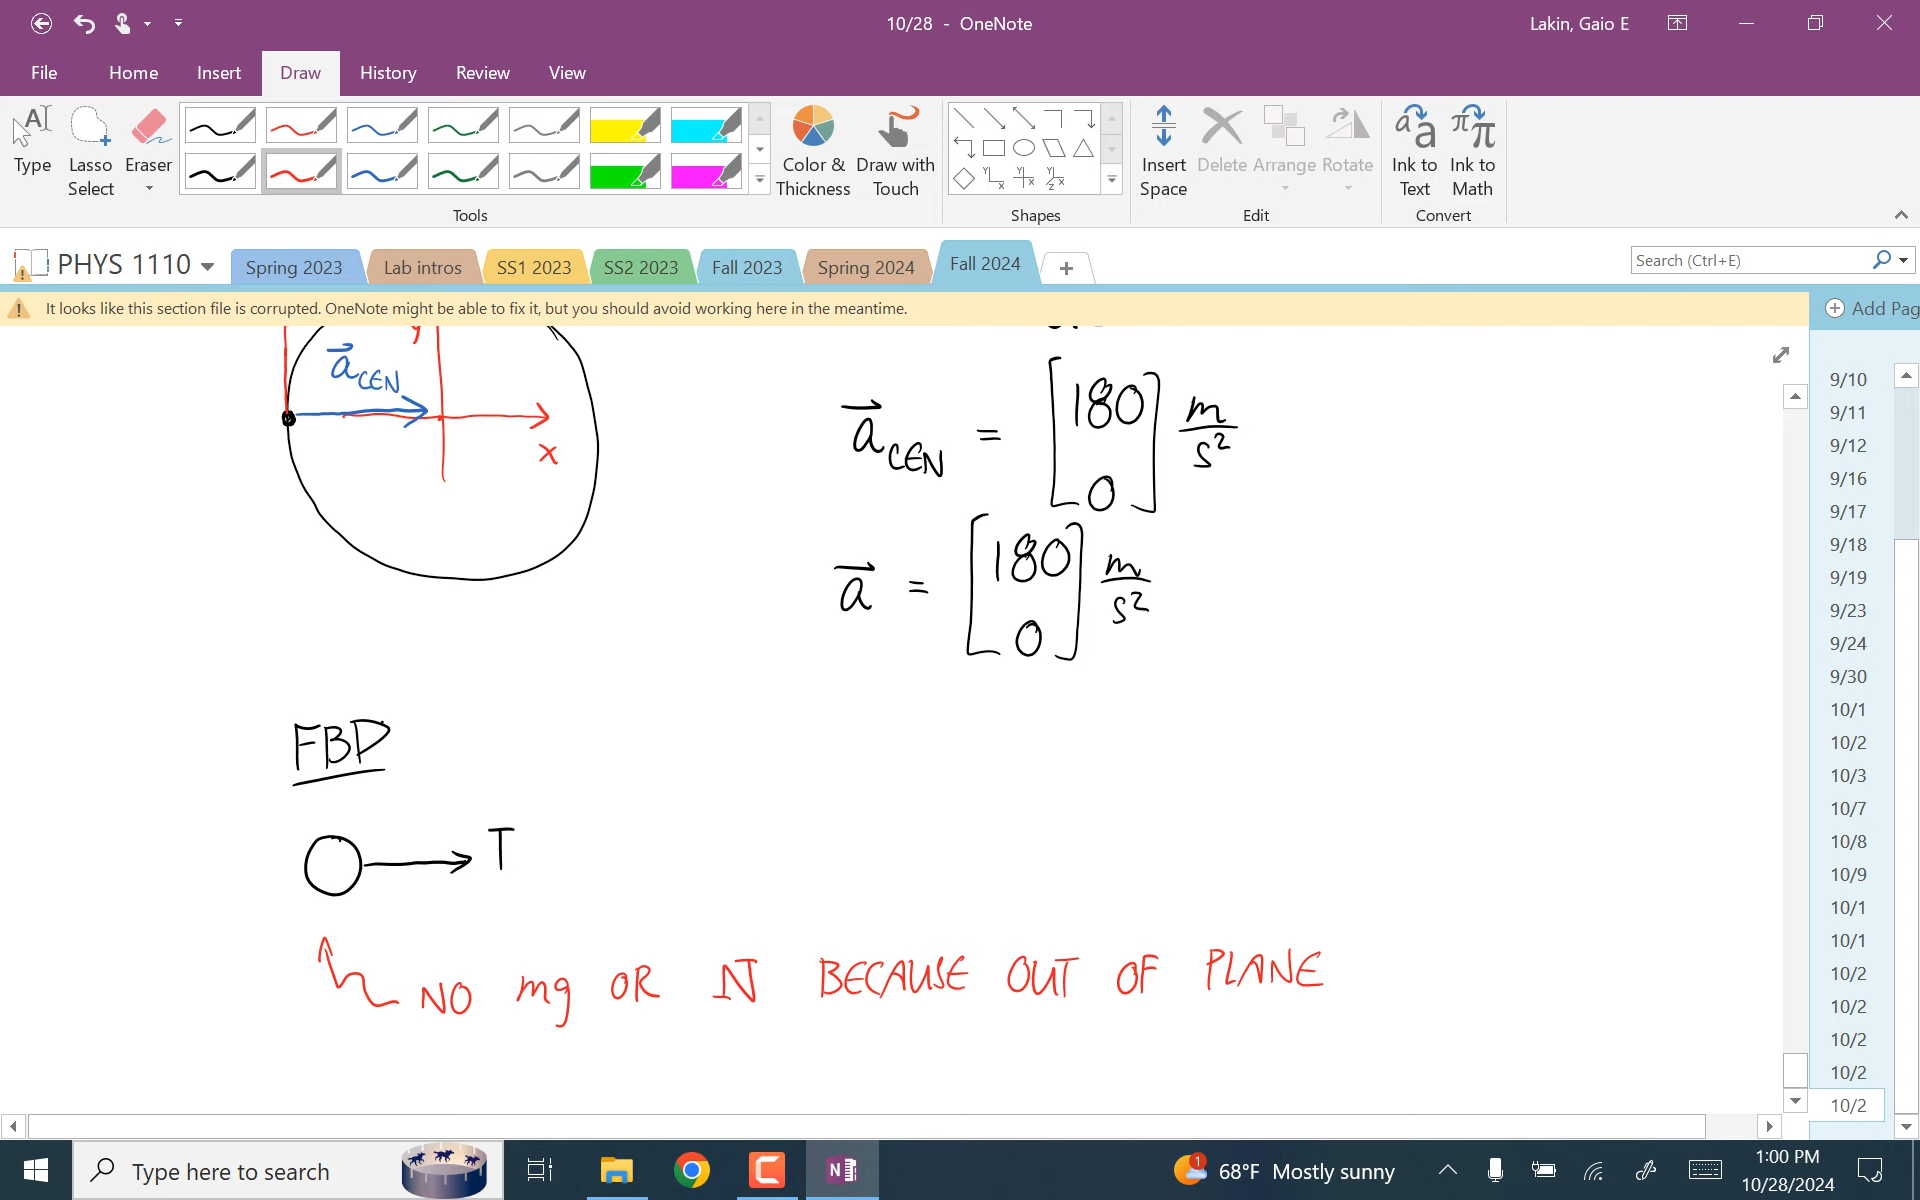 10/28 - OneNote
Lakin, Gaio E
File Home Insert Draw History Review View
Type
Lasso Select
Eraser
Color & Thickness
Draw with Touch
Insert Space
Delete
Arrange
Rotate
Ink to Text
Ink to Math
Tools
Shapes
Edit
Convert
PHYS 1110
Spring 2023 Lab intros SS1 2023 SS2 2023 Fall 2023 Spring 2024 Fall 2024 +
Search (Ctrl+E)
It looks like this section file is corrupted. OneNote might be able to fix it, but you should avoid working here in the meantime.
Add Pag
y
a CEN
x
a CEN = [180 0] m/s²
a = [180 0] m/s²
FBD
T
NO mg OR N BECAUSE OUT OF PLANE
9/10
9/11
9/12
9/16
9/17
9/18
9/19
9/23
9/24
9/30
10/1
10/2
10/3
10/7
10/8
10/9
10/1
10/1
10/2
10/2
10/2
10/2
10/2
Type here to search
1
68°F Mostly sunny
1:00 PM
10/28/2024